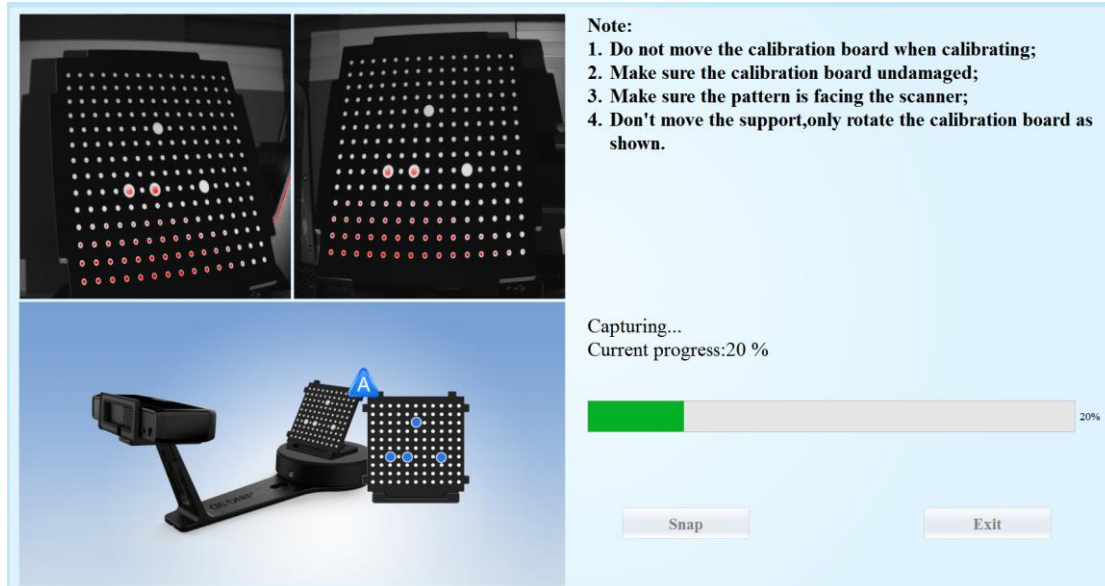 Note:
1. Do not move the calibration board when calibrating;
2. Make sure the calibration board undamaged;
3. Make sure the pattern is facing the scanner;
4. Don't move the support,only rotate the calibration board as
shown.
Capturing...
Current progress:20 %
20%
A
Snap
Exit